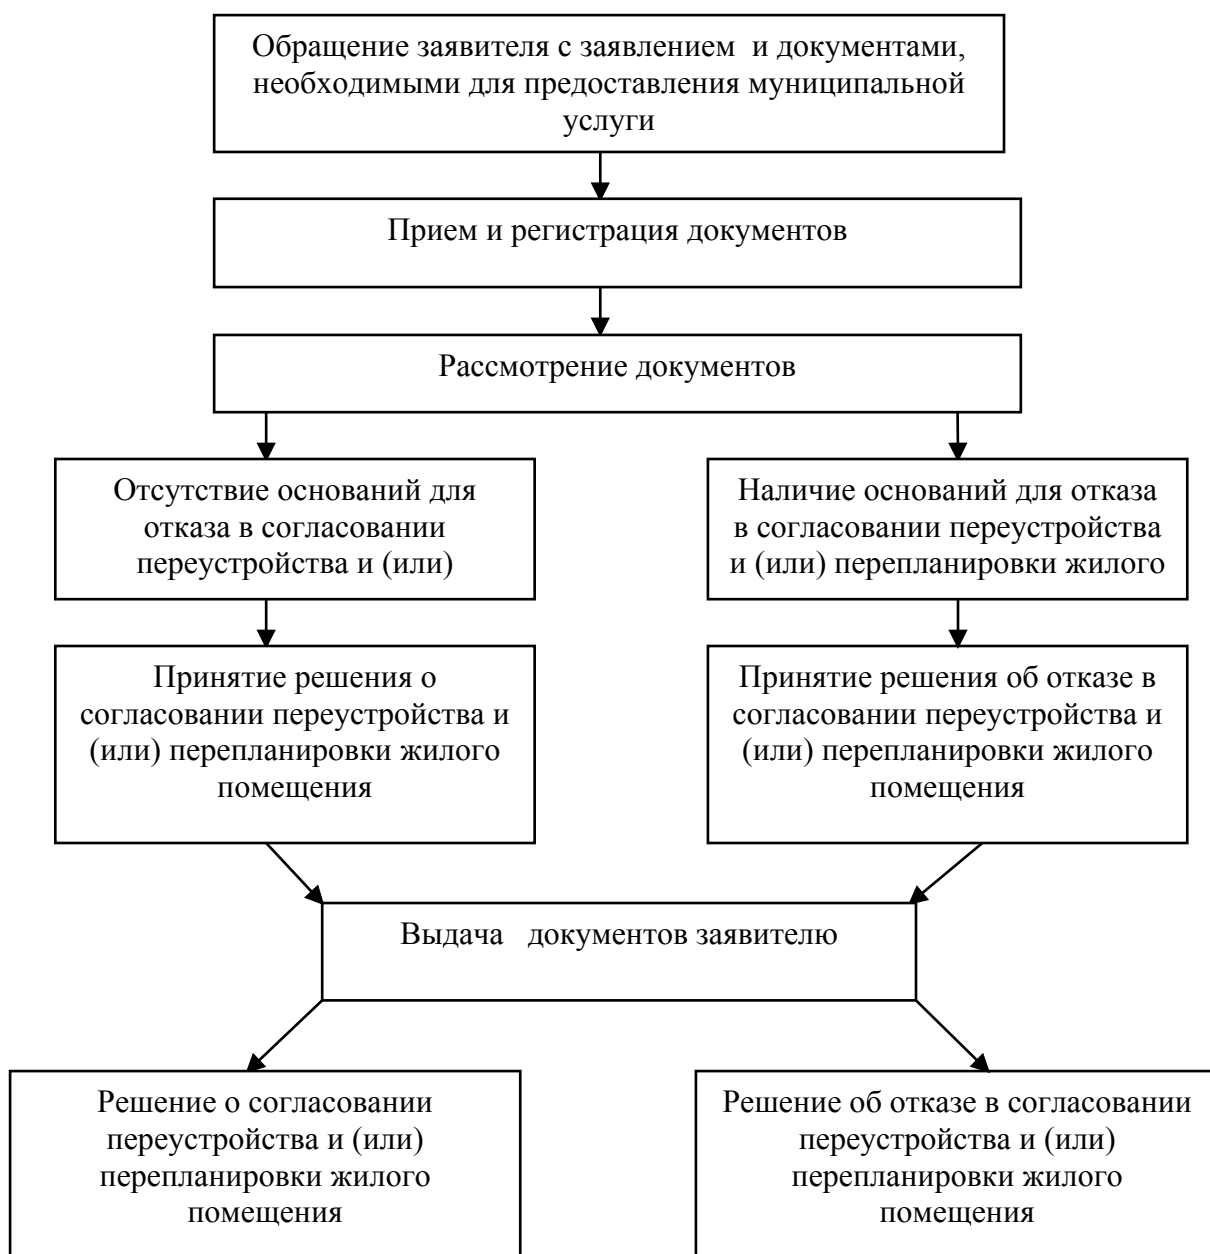 Обращение заявителя с заявлением и документами,
необходимыми для предоставления муниципальной
услуги
Прием и регистрация документов
Рассмотрение документов
Отсутствие оснований для
отказа в согласовании
переустройства и (или)
Наличие оснований для отказа
в согласовании переустройства
и (или) перепланировки жилого
Принятие решения о
согласовании переустройства и
(или) перепланировки жилого
помещения
Принятие решения об отказе в
согласовании переустройства и
(или) перепланировки жилого
помещения
Выдача документов заявителю
Решение о согласовании
переустройства и (или)
перепланировки жилого
помещения
Решение об отказе в согласовании
переустройства и (или)
перепланировки жилого
помещения